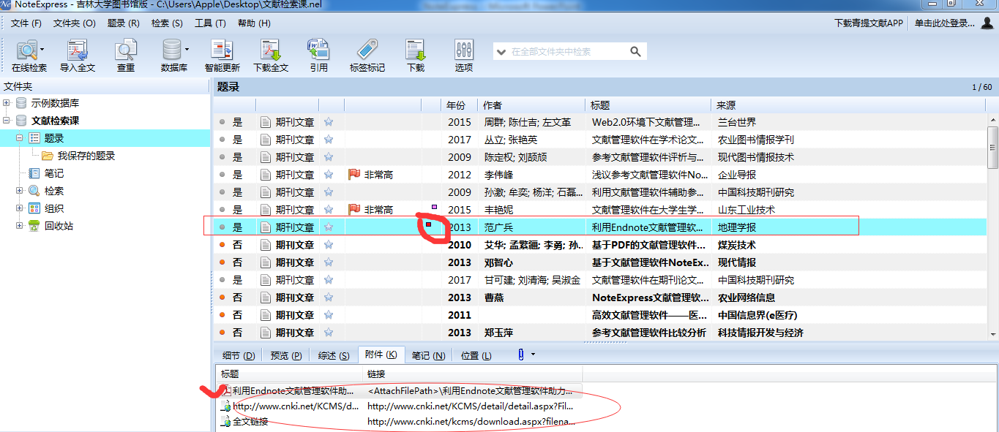 NoteExpress - 吉林大学图书馆版 - C:\Users\Apple\Desktop\文献检索课.nel
文件 (F) 文件夹 (O) 题录 (R) 检索 (S) 工具 (T) 帮助 (H) 下载青提文献APP 单击此处登录...
在线检索 导入全文 查重 数据库 智能更新 下载全文 引用 标签标记 下载 选项 在全部文件夹中检索
文件夹
示例数据库
文献检索课
题录
我保存的题录
笔记
检索
组织
回收站
题录 1 / 60
年份 作者 标题 来源
是 期刊文章 2015 周群; 陈仕吉; 左文革 Web2.0环境下文献管理... 兰台世界
是 期刊文章 2017 丛立; 张艳英 文献管理软件在学术论文... 农业图书情报学刊
是 期刊文章 2009 陈定权; 刘颉颃 参考文献管理软件评析与... 现代图书情报技术
是 期刊文章 非常高 2012 李伟峰 浅议参考文献管理软件No... 企业导报
是 期刊文章 2009 孙激; 牟奕; 杨洋; 石磊... 利用文献管理软件辅助参... 中国科技期刊研究
是 期刊文章 非常高 2015 丰艳妮 文献管理软件在大学生学... 山东工业技术
是 期刊文章 2013 范广兵 利用Endnote文献管理软... 地理学报
否 期刊文章 2010 艾华; 孟繁疆; 李勇; 孙.. 基于PDF的文献管理软件... 煤炭技术
否 期刊文章 2013 邓智心 基于文献管理软件NoteEx.. 现代情报
是 期刊文章 2017 甘可建; 刘清海; 吴淑金 文献管理软件在期刊论文... 中国科技期刊研究
否 期刊文章 2013 曹燕 NoteExpress文献管理软... 农业网络信息
否 期刊文章 2011 高效文献管理软件——医... 中国信息界(e医疗)
否 期刊文章 2013 郑玉萍 参考文献管理软件比较分析 科技情报开发与经济
细节 (D) 预览 (P) 综述 (S) 附件 (K) 笔记 (N) 位置 (L)
标题 链接
利用Endnote文献管理软件助... <AttachFilePath>\利用Endnote文献管理软件助力...
http://www.cnki.net/KCMS/d... http://www.cnki.net/KCMS/detail/detail.aspx?Fil...
全文链接 http://www.cnki.net/kcms/download.aspx?filena...